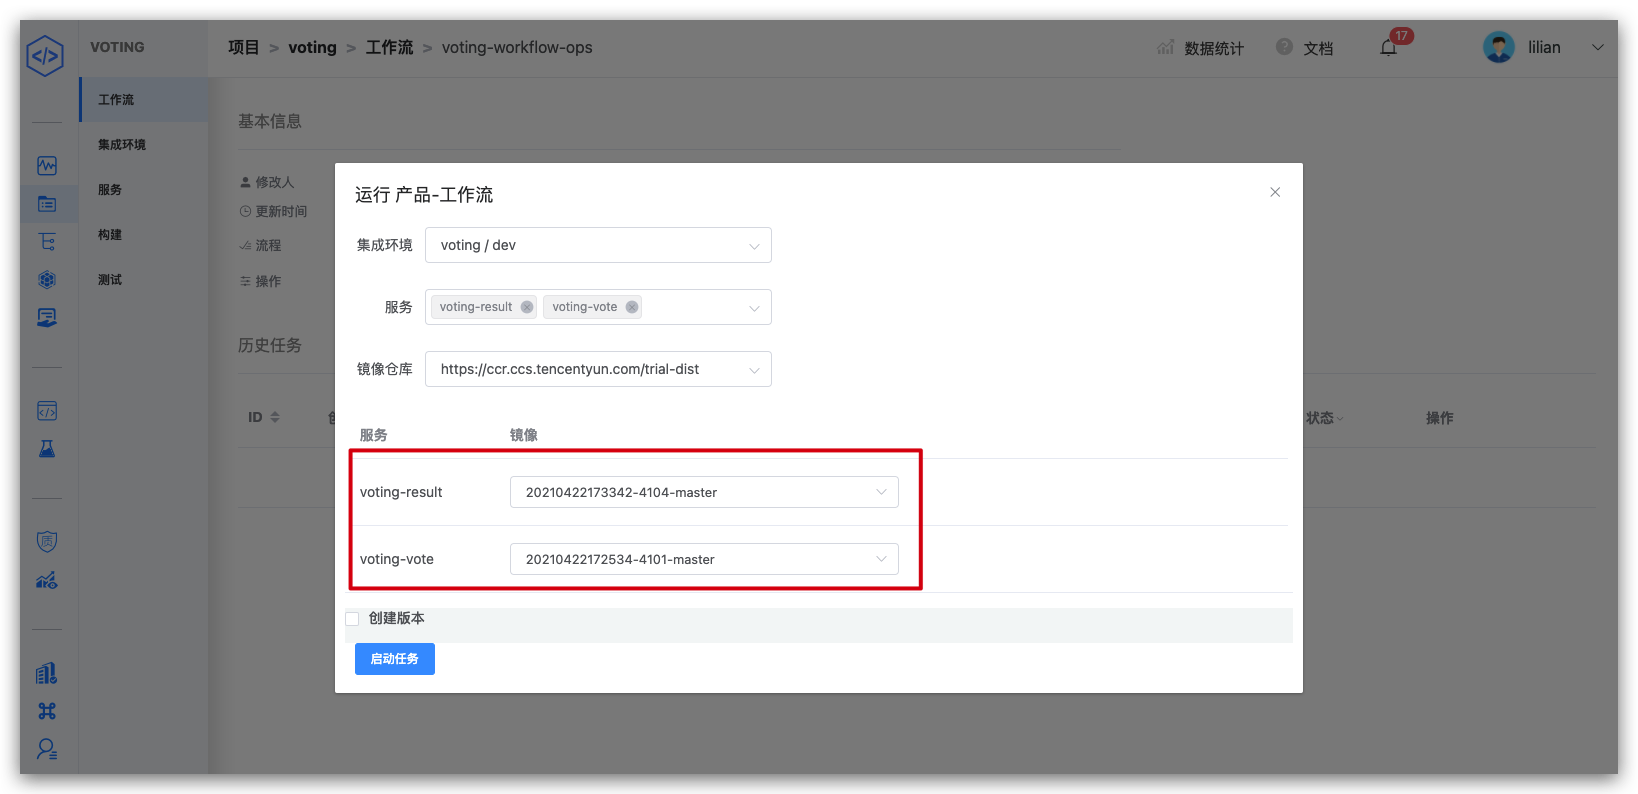 VOTING
项目 > voting > 工作流 > voting-workflow-ops
数据统计
文档
17
lilian
工作流
集成环境
服务
构建
测试
基本信息
修改人
更新时间
流程
操作
历史任务
ID
状态
操作
运行 产品-工作流
集成环境
voting / dev
服务
voting-result
voting-vote
镜像仓库
https://ccr.ccs.tencentyun.com/trial-dist
服务 镜像
voting-result
20210422173342-4104-master
voting-vote
20210422172534-4101-master
创建版本
启动任务
质